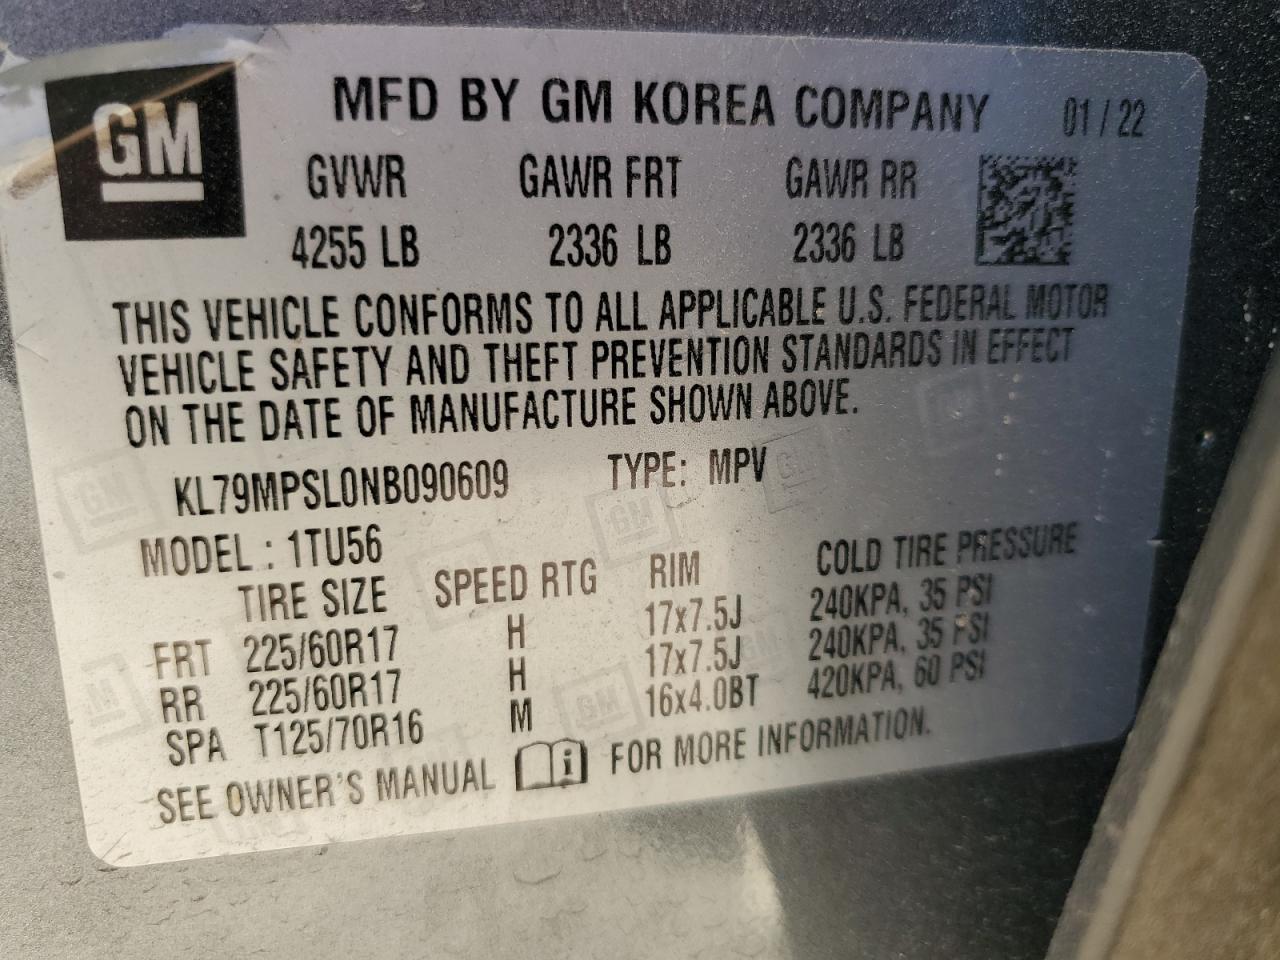 GM
MFD BY GM KOREA COMPANY 01 / 22
GVWR GAWR FRT GAWR RR
4255 LB 2336 LB 2336 LB
THIS VEHICLE CONFORMS TO ALL APPLICABLE U.S. FEDERAL MOTOR
VEHICLE SAFETY AND THEFT PREVENTION STANDARDS IN EFFECT
ON THE DATE OF MANUFACTURE SHOWN ABOVE.
KL79MPSL0NB090609 TYPE: MPV
MODEL : 1TU56
TIRE SIZE SPEED RTG RIM COLD TIRE PRESSURE
FRT 225/60R17 H 17x7.5J 240KPA, 35 PSI
RR 225/60R17 H 17x7.5J 240KPA, 35 PSI
SPA T125/70R16 M 16x4.0BT 420KPA, 60 PSI
SEE OWNER'S MANUAL i FOR MORE INFORMATION.